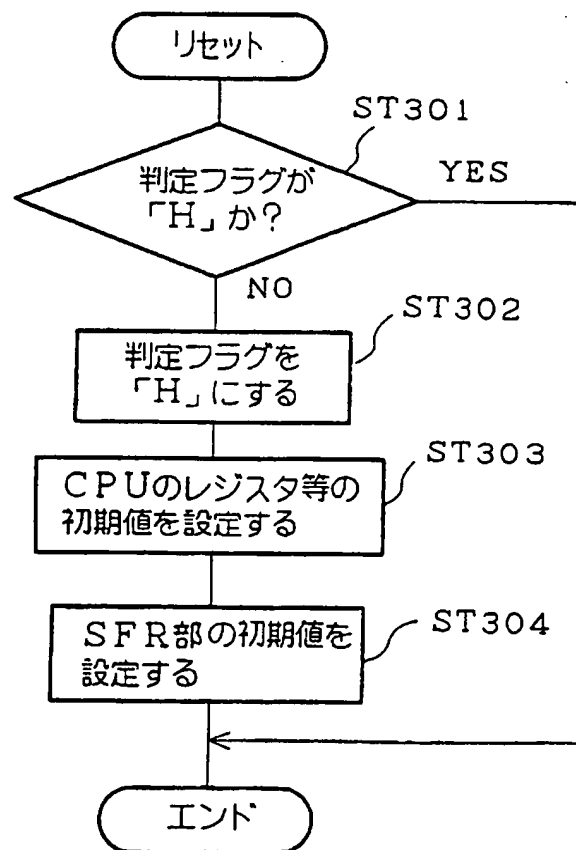 リセット
ST301
判定フラグが
「H」か?
YES
NO
ST302
判定フラグを
「H」にする
ST303
CPUのレジスタ等の
初期値を設定する
ST304
SFR部の初期値を
設定する
エンド